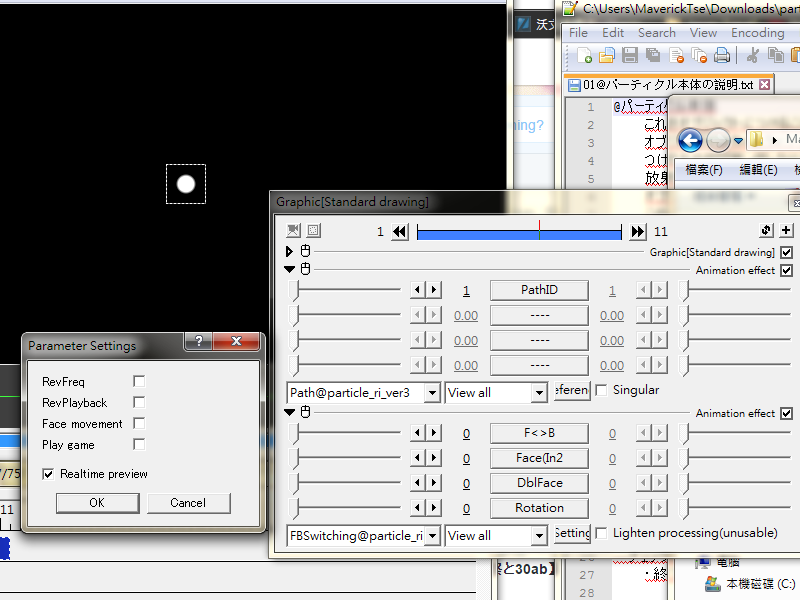 C:\Users\MaverickTse\Downloads\par
沃文
File Edit Search View Encoding
01@パーティクル本体の説明.txt
1
2
3
4
5
@パーティク
これ
オブ
つけ
放射
hing?
Ma
檔案(F) 編輯(E)
Graphic[Standard drawing]
1
11
Graphic[Standard drawing]
Animation effect
1 PathID 1
0.00 ---- 0.00
0.00 ---- 0.00
0.00 ---- 0.00
Path@particle_ri_ver3 View all eferen Singular
Animation effect
0 F<>B 0
0 Face(In2 0
0 DblFace 0
0 Rotation 0
FBSwitching@particle_ri View all Setting Lighten processing(unusable)
Parameter Settings
?
RevFreq
RevPlayback
Face movement
Play game
Realtime preview
OK Cancel
/75
11
終と30ab】
26
27
28
:終
電腦
本機磁碟 (C:)